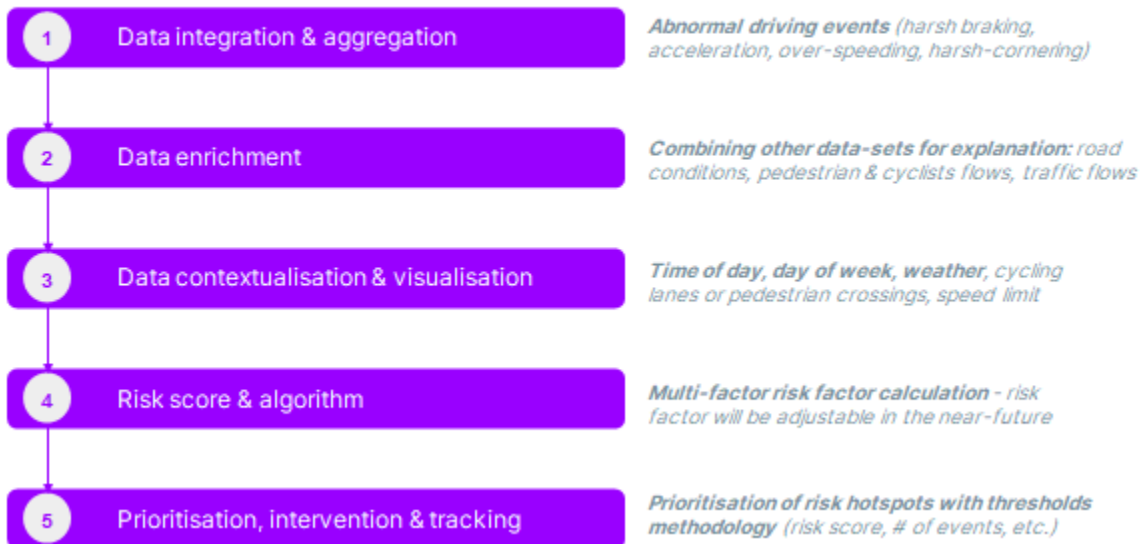 1
Data integration & aggregation
Abnormal driving events (harsh braking,
acceleration, over-speeding, harsh-cornering)
2
Data enrichment
Combining other data-sets for explanation: road
conditions, pedestrian & cyclists flows, traffic flows
3
Data contextualisation & visualisation
Time of day, day of week, weather, cycling
lanes or pedestrian crossings, speed limit
4
Risk score & algorithm
Multi-factor risk factor calculation - risk
factor will be adjustable in the near-future
5
Prioritisation, intervention & tracking
Prioritisation of risk hotspots with thresholds
methodology (risk score, # of events, etc.)